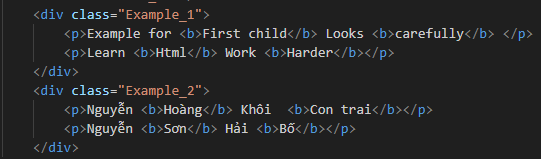 <div class="Example_1">
<p>Example for <b>First child</b> Looks <b>carefully</b> </p>
<p>Learn <b>Html</b> Work <b>Harder</b></p>
</div>
<div class="Example_2">
<p>Nguyễn <b>Hoàng</b> Khôi  <b>Con trai</b></p>
<p>Nguyễn <b>Sơn</b> Hải <b>Bố</b></p>
</div>